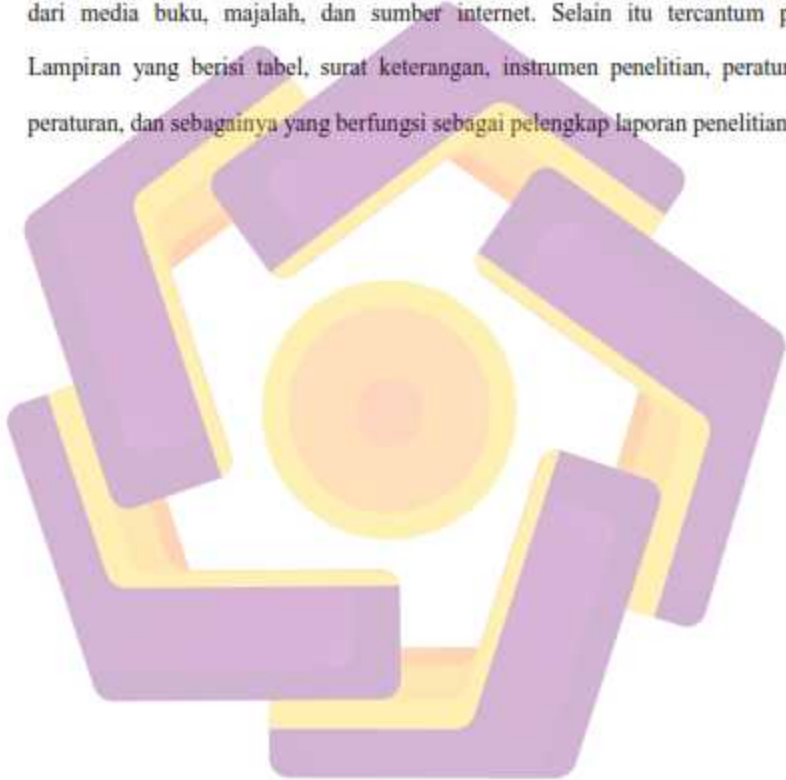 dari media buku, majalah, dan sumber internet. Selain itu tercantum
Lampiran yang berisi tabel, surat keterangan, instrumen penelitian,
peraturan, dan sebagainya yang berfungsi sebagai pelengkap laporan penelitian